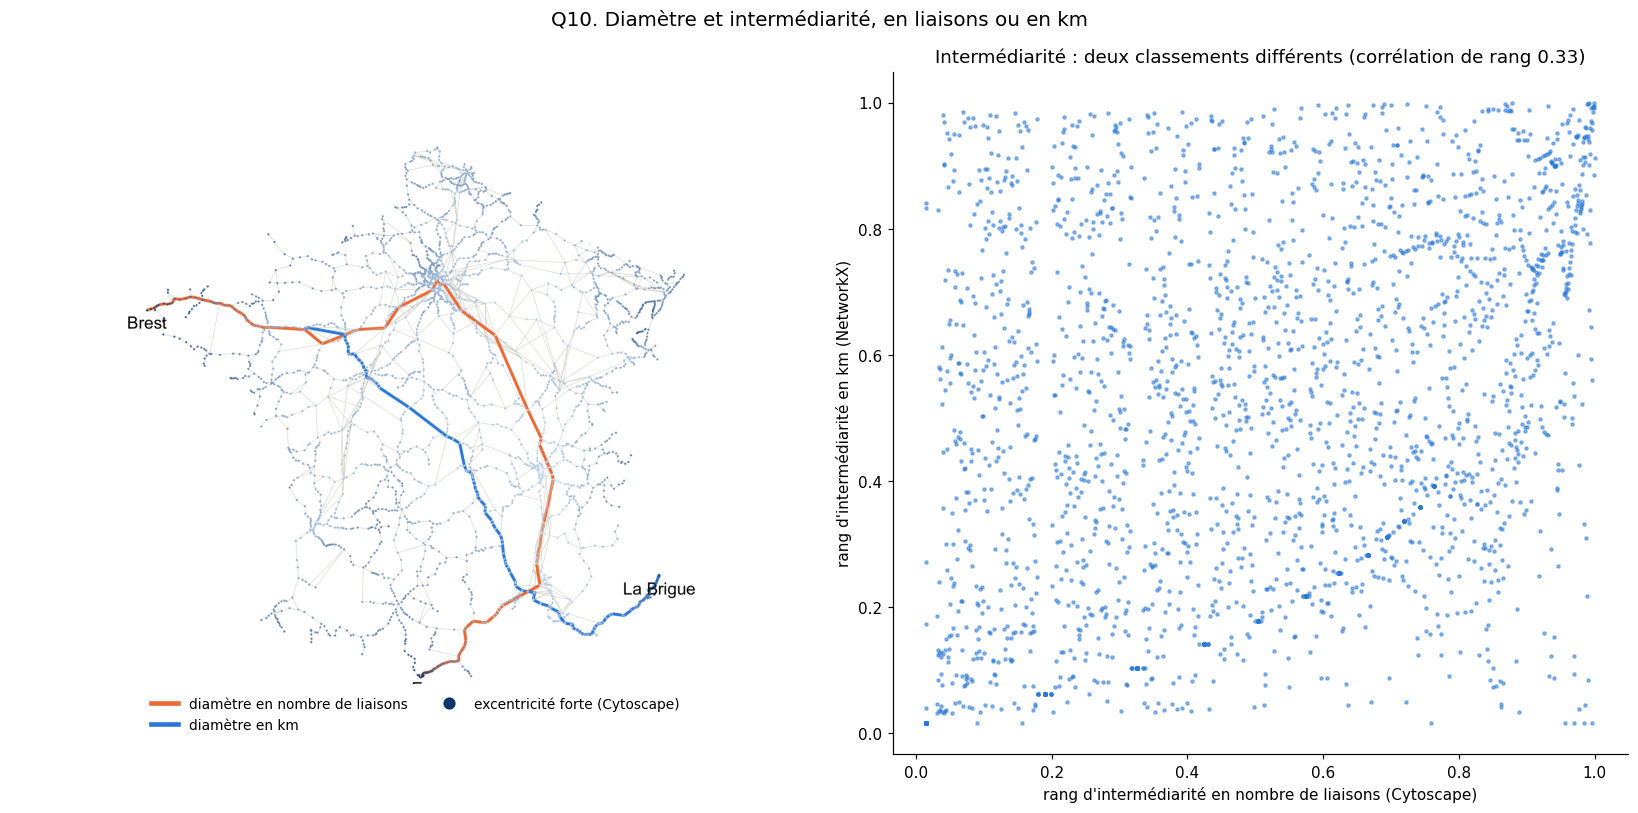 Q10. Diamètre et intermédiarité, en liaisons ou en km
Brest
La Brigue
diamètre en nombre de liaisons
diamètre en km
excentricité forte (Cytoscape)
Intermédiarité : deux classements différents (corrélation de rang 0.33)
rang d'intermédiarité en km (NetworkX)
1.0
0.8
0.6
0.4
0.2
0.0
0.0 0.2 0.4 0.6 0.8 1.0
rang d'intermédiarité en nombre de liaisons (Cytoscape)